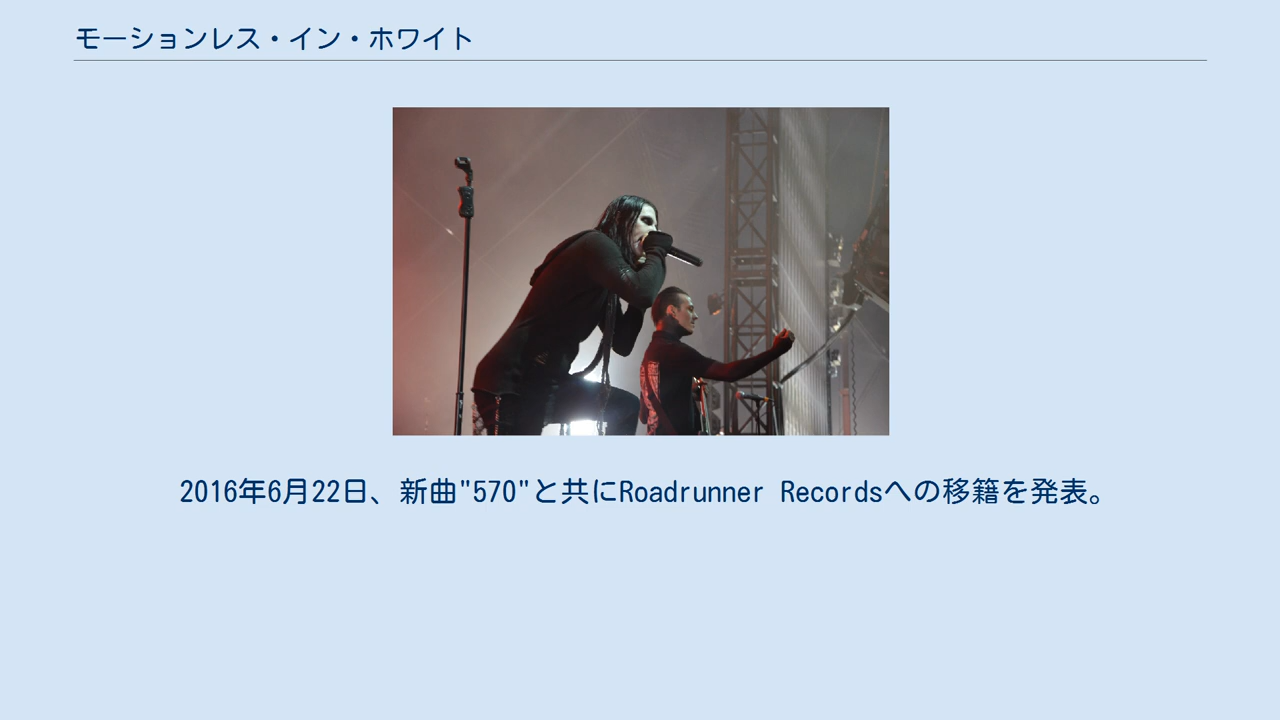 モーションレス・イン・ホワイト
2016年6月22日、新曲"570"と共にRoadrunner Recordsへの移籍を発表。